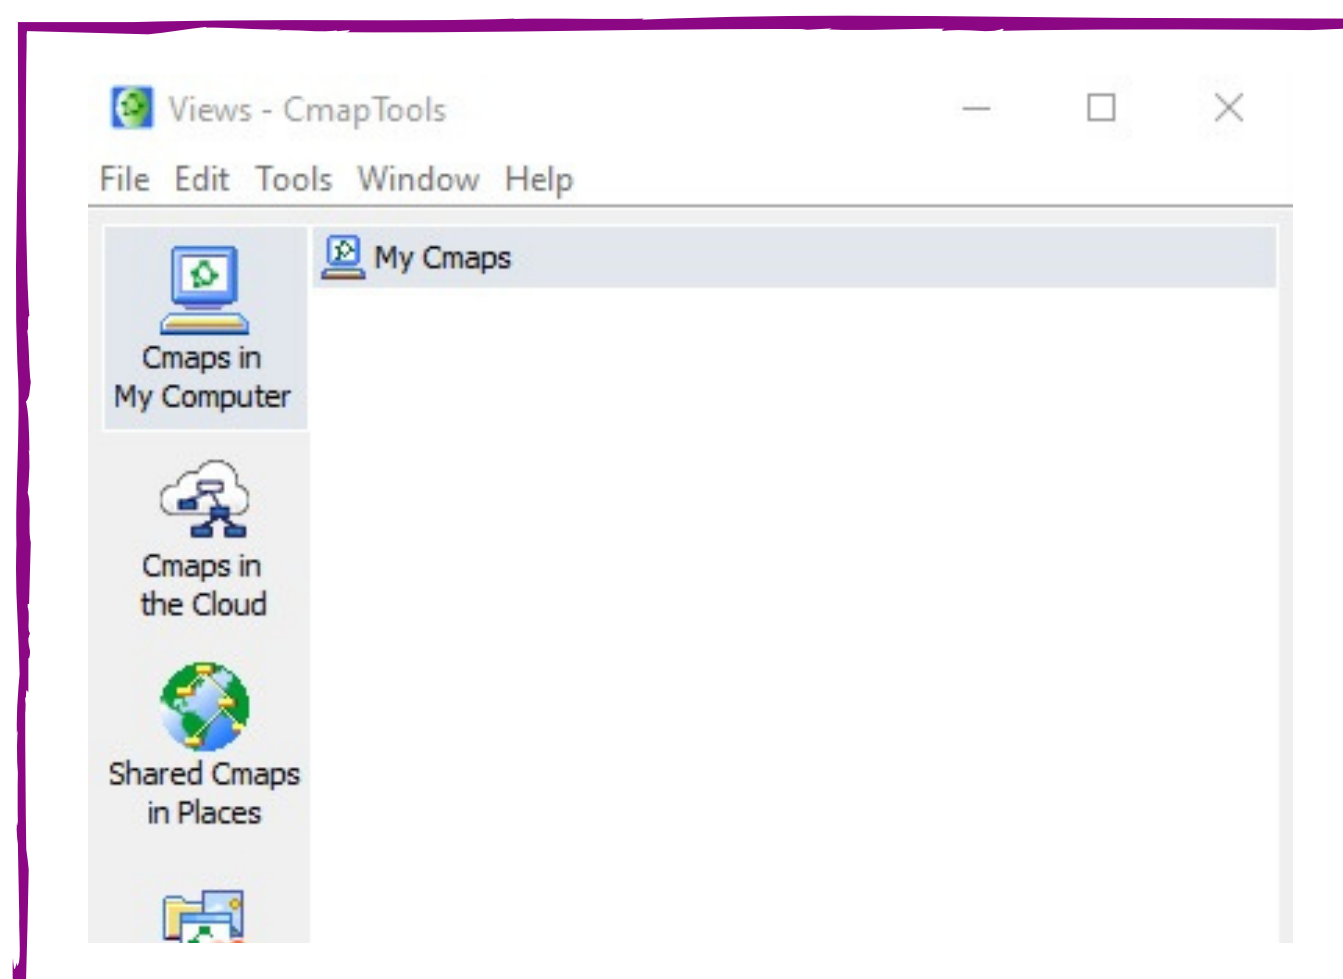 Views - CmapTools
File Edit Tools Window Help
My Cmaps
Cmaps in
My Computer
Cmaps in
the Cloud
Shared Cmaps
in Places